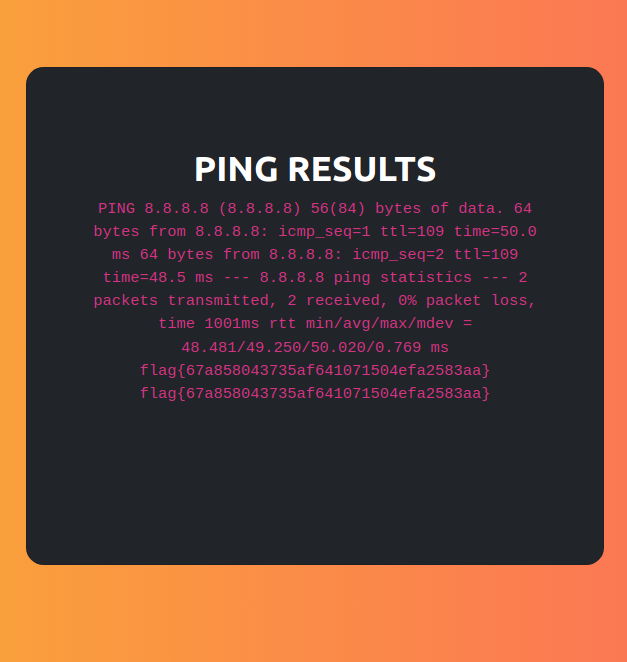 PING RESULTS
PING 8.8.8.8 (8.8.8.8) 56(84) bytes of data. 64
bytes from 8.8.8.8: icmp_seq=1 ttl=109 time=50.0
ms 64 bytes from 8.8.8.8: icmp_seq=2 ttl=109
time=48.5 ms --- 8.8.8.8 ping statistics --- 2
packets transmitted, 2 received, 0% packet loss,
time 1001ms rtt min/avg/max/mdev =
48.481/49.250/50.020/0.769 ms
flag{67a858043735af641071504efa2583aa}
flag{67a858043735af641071504efa2583aa}